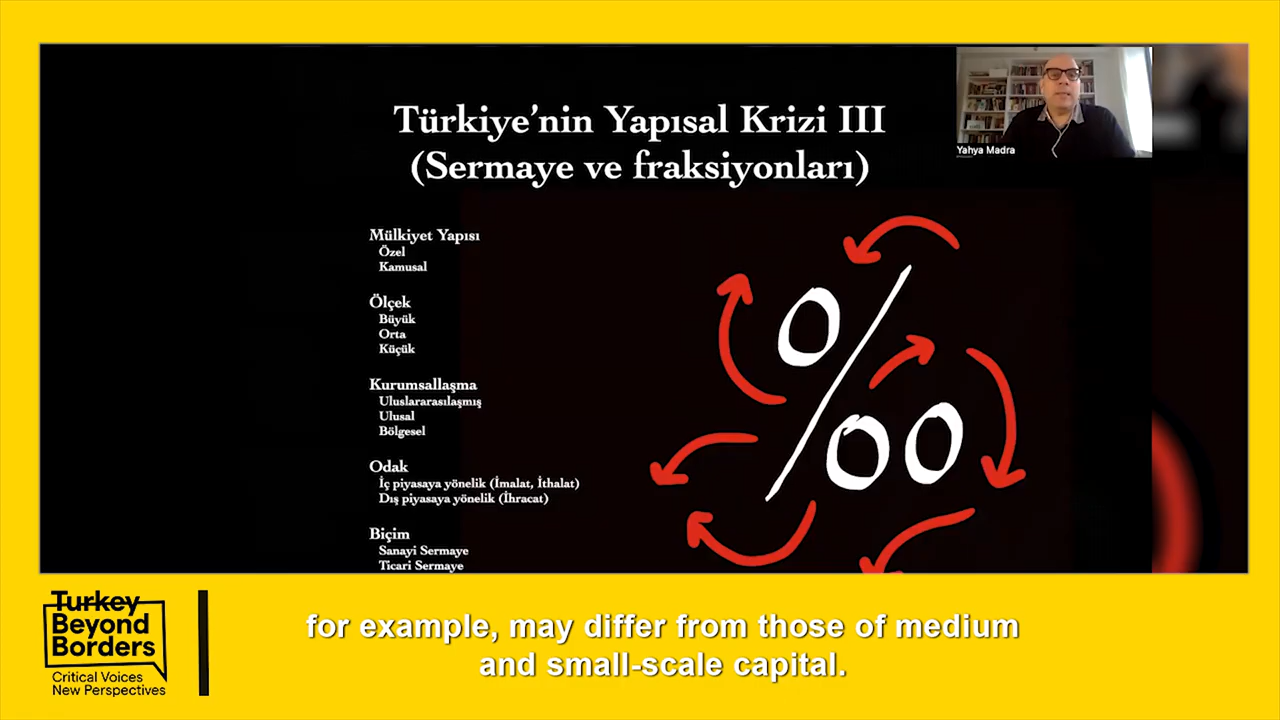 Türkiye'nin Yapısal Krizi III
(Sermaye ve fraksiyonları)
Yahya Madra
Mülkiyet Yapısı
Özel
Kamusal
Ölçek
Büyük
Orta
Küçük
Kurumsallaşma
Uluslararasılaşmış
Ulusal
Bölgesel
Odak
İç piyasaya yönelik (İmalat, İthalat)
Dış piyasaya yönelik (İhracat)
Biçim
Sanayi Sermaye
Ticari Sermaye
0/00
Turkey
Beyond
Borders
Critical Voices
New Perspectives
for example, may differ from those of medium
and small-scale capital.